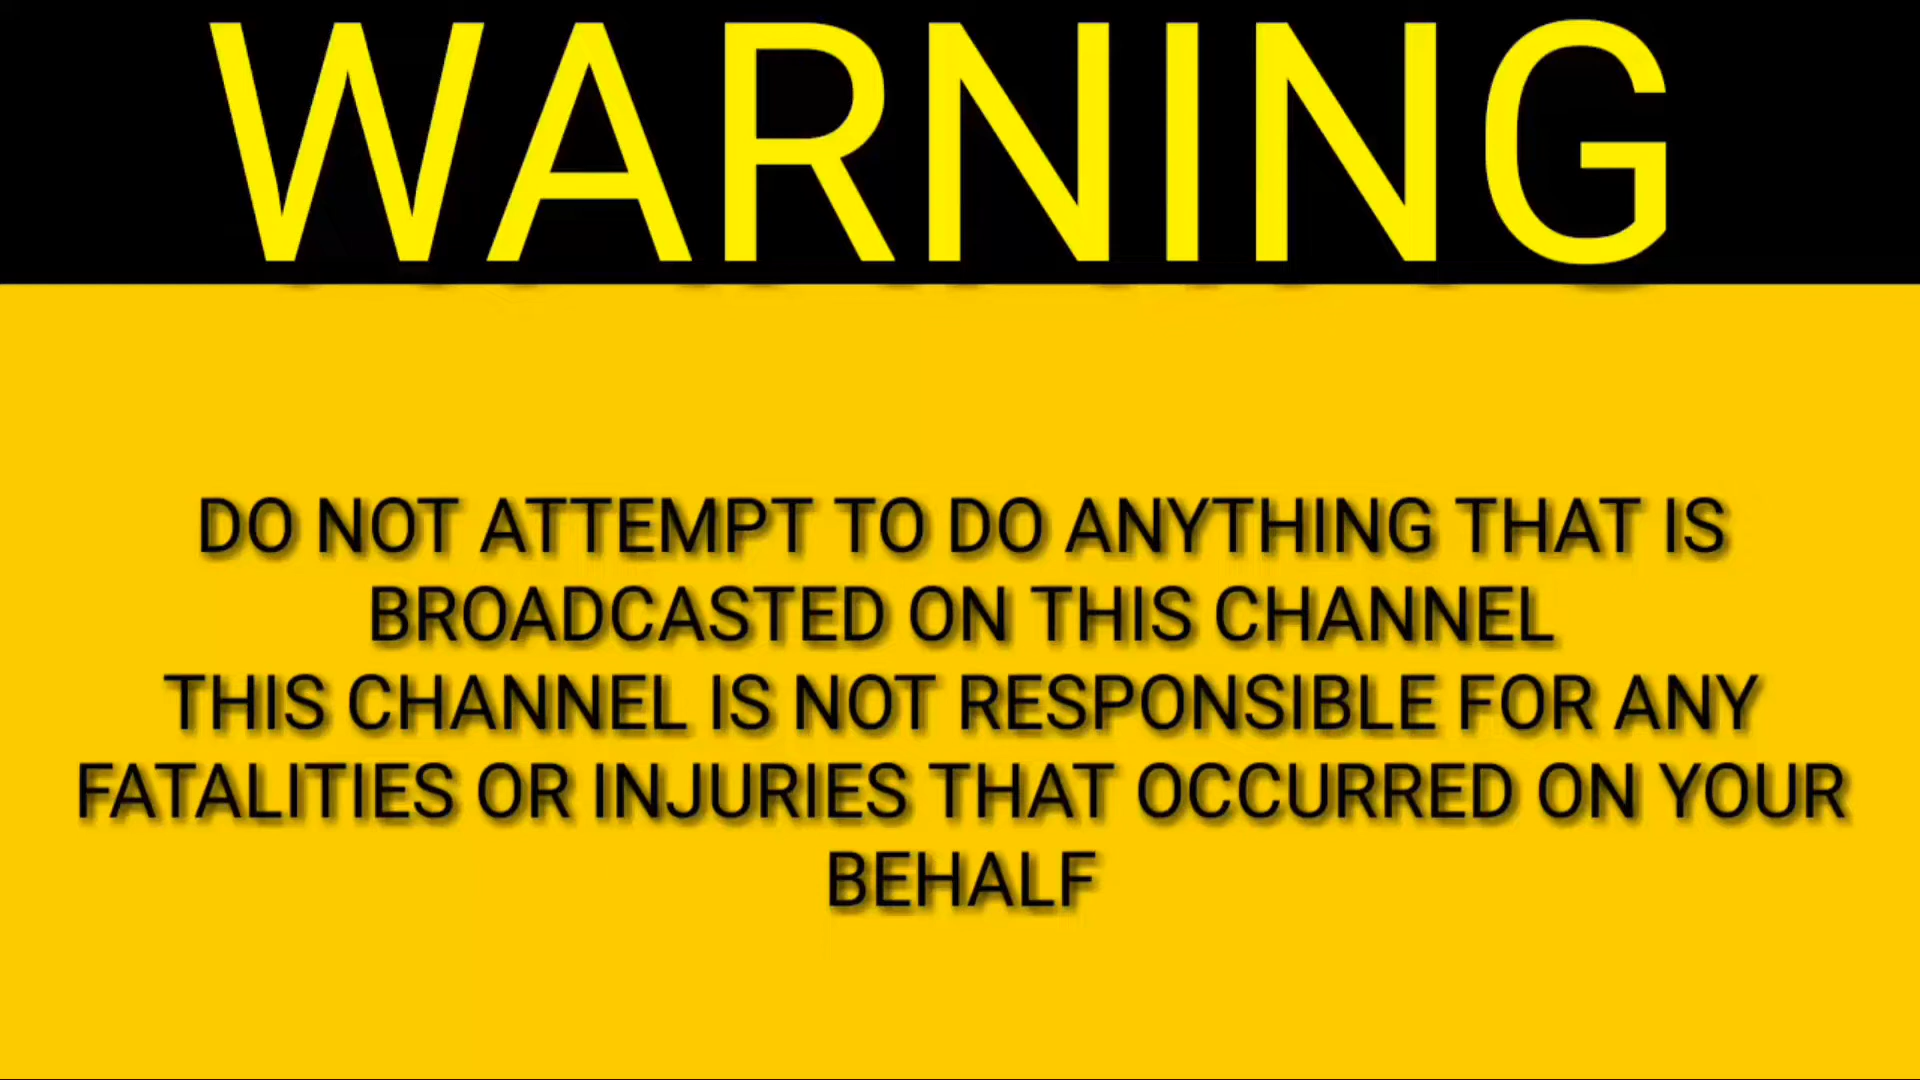 WARNING
DO NOT ATTEMPT TO DO ANYTHING THAT IS
BROADCASTED ON THIS CHANNEL
THIS CHANNEL IS NOT RESPONSIBLE FOR ANY
FATALITIES OR INJURIES THAT OCCURRED ON YOUR
BEHALF